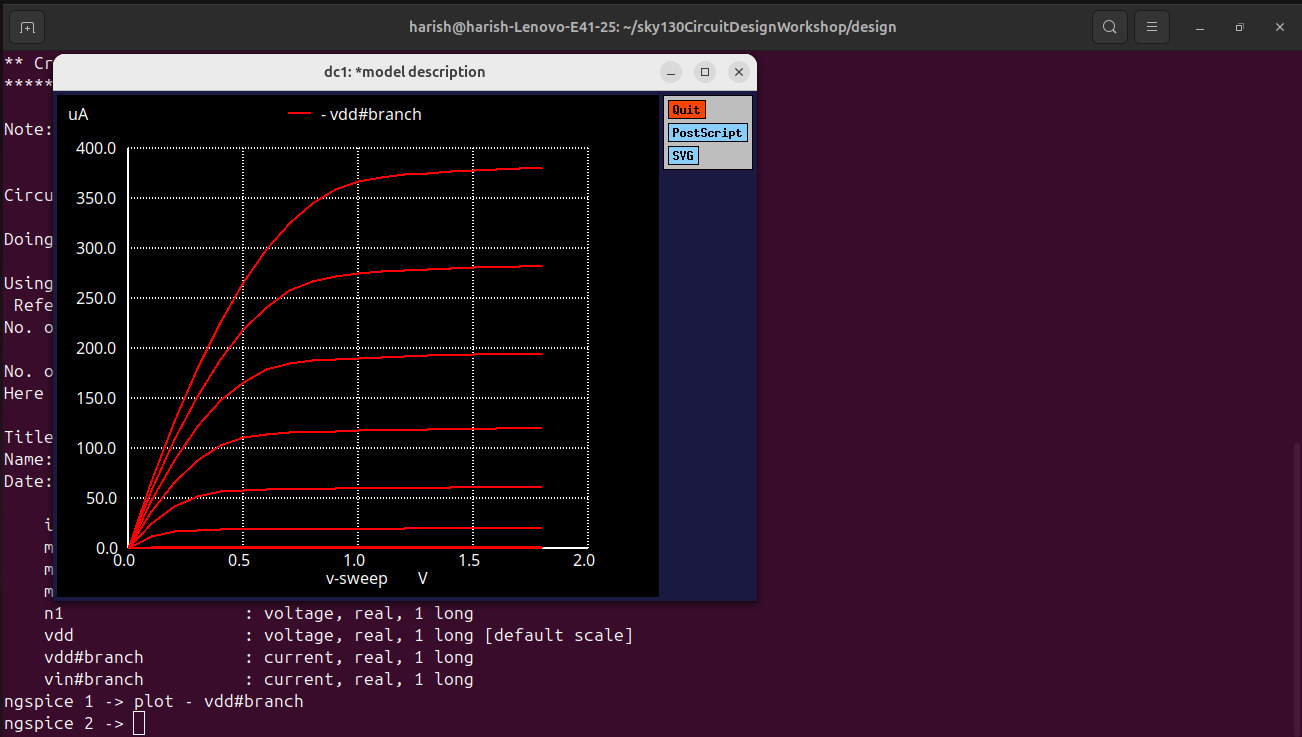 harish@harish-Lenovo-E41-25: ~/sky130CircuitDesignWorkshop/design
** Cr
*****
dc1: *model description
uA
- vdd#branch
Quit
PostScript
SVG
400.0
350.0
300.0
250.0
200.0
150.0
100.0
50.0
0.0
0.0 0.5 1.0 1.5 2.0
v-sweep V
Note:
Circu
Doing
Using
Refe
No. o
No. o
Here
Title
Name:
Date:
i
m
m
m
n1 : voltage, real, 1 long
vdd : voltage, real, 1 long [default scale]
vdd#branch : current, real, 1 long
vin#branch : current, real, 1 long
ngspice 1 -> plot - vdd#branch
ngspice 2 ->